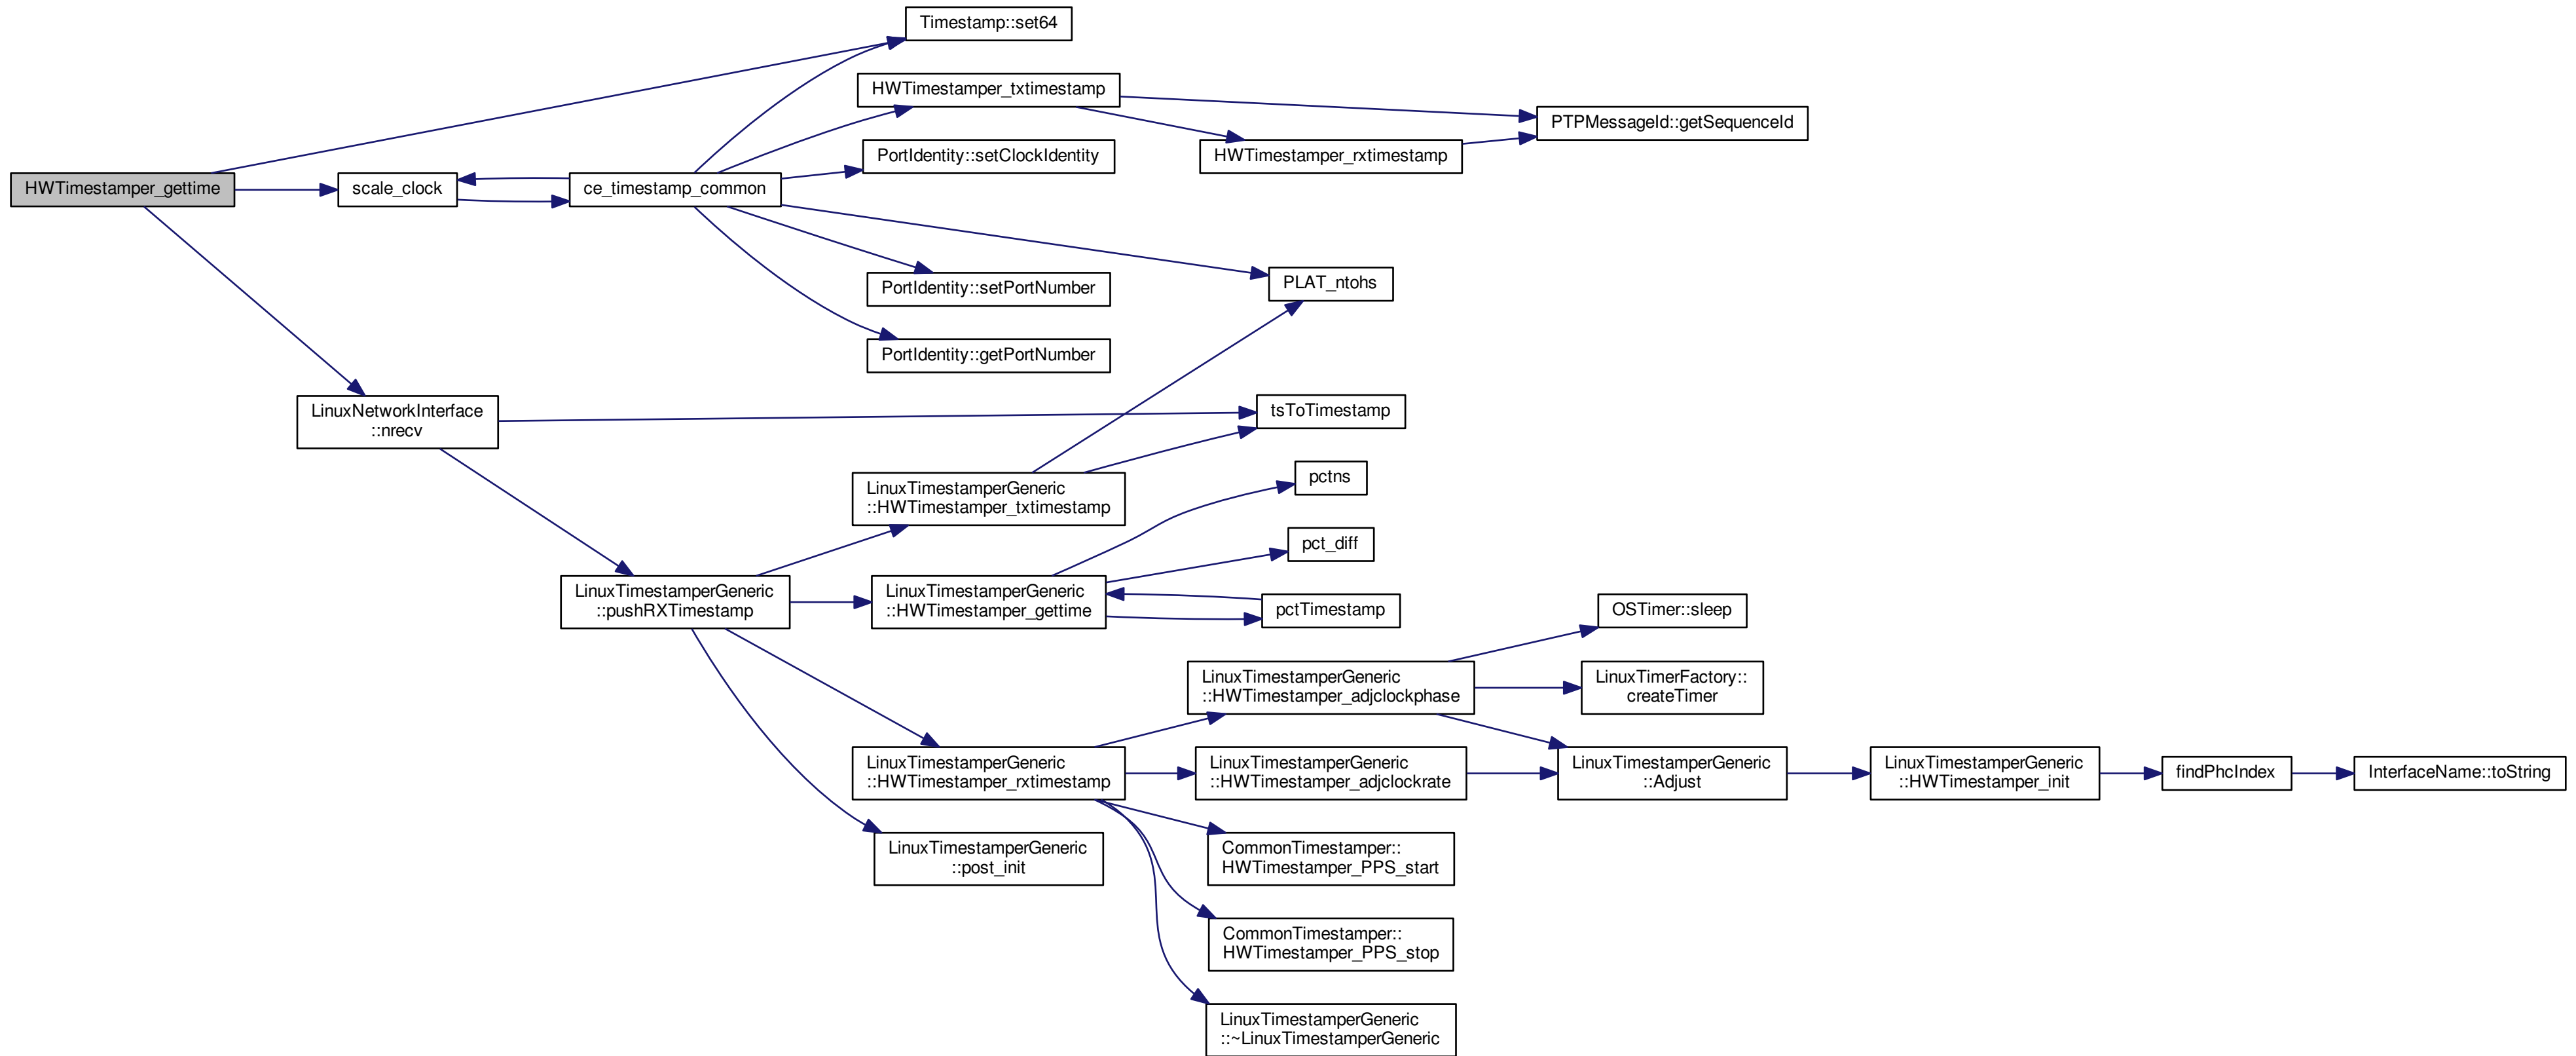 Timestamp::set64
HWTimestamper_txtimestamp
PTPMessageId::getSequenceId
PortIdentity::setClockIdentity
HWTimestamper_rxtimestamp
HWTimestamper_gettime
scale_clock
ce_timestamp_common
PortIdentity::setPortNumber
PLAT_ntohs
PortIdentity::getPortNumber
LinuxNetworkInterface
::nrecv
tsToTimestamp
pctns
LinuxTimestamperGeneric
::HWTimestamper_txtimestamp
pct_diff
LinuxTimestamperGeneric
::pushRXTimestamp
LinuxTimestamperGeneric
::HWTimestamper_gettime
pctTimestamp
OSTimer::sleep
LinuxTimestamperGeneric
::HWTimestamper_adjclockphase
LinuxTimerFactory::
createTimer
LinuxTimestamperGeneric
::HWTimestamper_rxtimestamp
LinuxTimestamperGeneric
::HWTimestamper_adjclockrate
LinuxTimestamperGeneric
::Adjust
LinuxTimestamperGeneric
::HWTimestamper_init
findPhcIndex
InterfaceName::toString
LinuxTimestamperGeneric
::post_init
CommonTimestamper::
HWTimestamper_PPS_start
CommonTimestamper::
HWTimestamper_PPS_stop
LinuxTimestamperGeneric
::~LinuxTimestamperGeneric